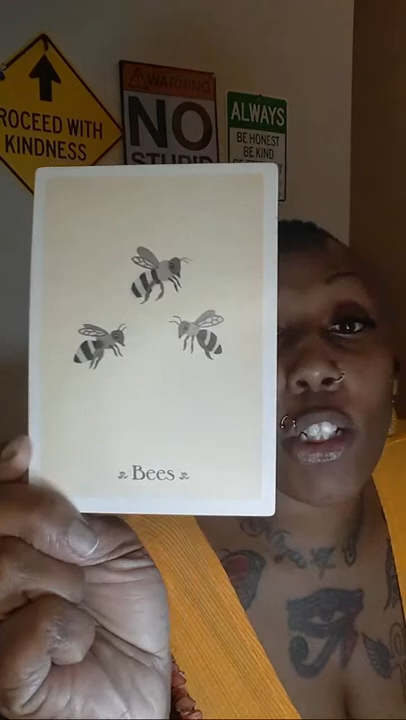 PROCEED WITH
KINDNESS
WARNING
NO
STUPID
ALWAYS
BE HONEST
BE KIND
Bees